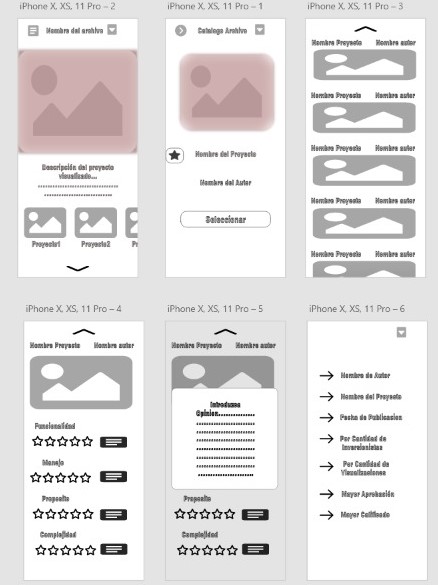 iPhone X, XS, 11 Pro – 2
Nombre del archivo
Descripción del proyecto
visualizado...
Proyecto1
Proyecto2
iPhone X, XS, 11 Pro – 1
Catalogo Archivo
Nombre del Proyecto
Nombre del Autor
Seleccionar
iPhone X, XS, 11 Pro – 3
Nombre Proyecto
Nombre autor
Nombre Proyecto
Nombre autor
Nombre Proyecto
Nombre autor
Nombre Proyecto
Nombre autor
Nombre Proyecto
Nombre autor
iPhone X, XS, 11 Pro – 4
Nombre Proyecto
Nombre autor
Funcionalidad
Manejo
Proposito
Complejidad
iPhone X, XS, 11 Pro – 5
Nombre Proyecto
Nombre autor
Introduzca
Opinion...............
Proposito
Complejidad
iPhone X, XS, 11 Pro – 6
Nombre de Autor
Nombre del Proyecto
Fecha de Publicacion
Por Cantidad de
Inversionistas
Por Cantidad de
Visualizaciones
Mayor Aprobación
Mayor Calificado